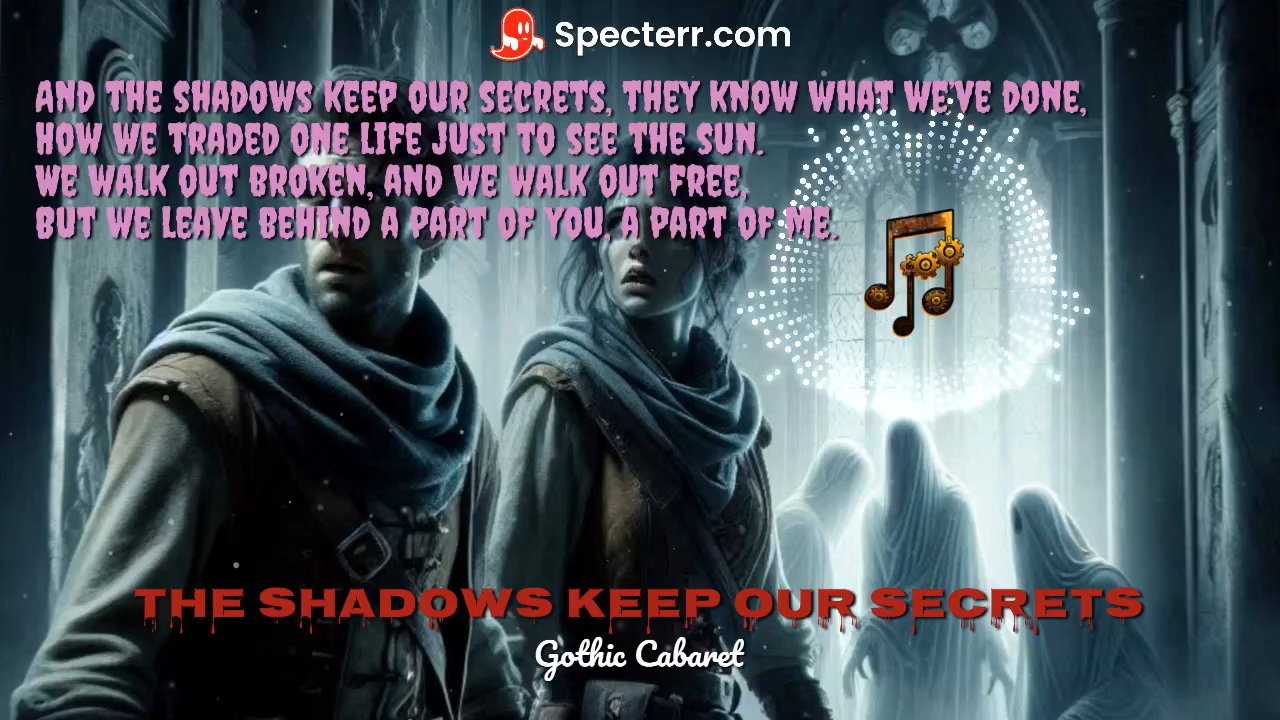 Specterr.com
AND THE SHADOWS KEEP OUR SECRETS, THEY KNOW WHAT WE'VE DONE,
HOW WE TRADED ONE LIFE JUST TO SEE THE SUN.
WE WALK OUT BROKEN, AND WE WALK OUT FREE,
BUT WE LEAVE BEHIND A PART OF YOU, A PART OF ME.
THE SHADOWS KEEP OUR SECRETS
Gothic Cabaret